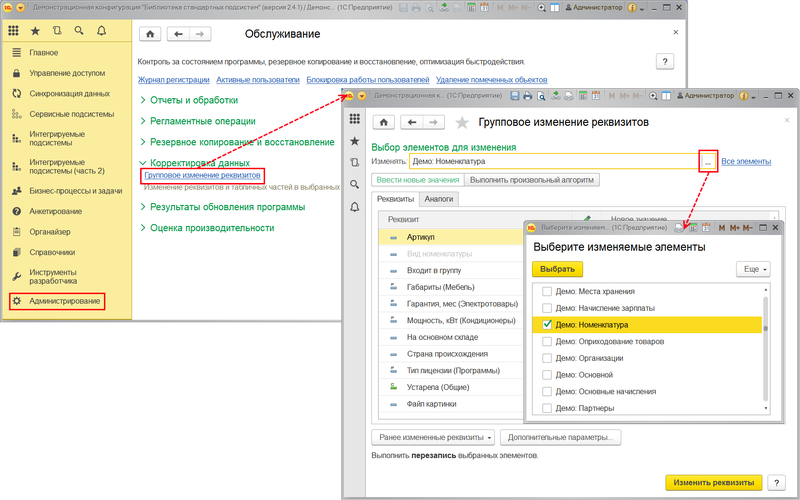 Демонстрационная конфигурация "Библиотека стандартных подсистем" (версия 2.4.1) / Демонс... (1С:Предприятие)
M M+ M-
Администратор
Обслуживание
Главное
Управление доступом
Синхронизация данных
Сервисные подсистемы
Интегрируемые
подсистемы
Интегрируемые
подсистемы (часть 2)
Бизнес-процессы и задачи
Анкетирование
Органайзер
Справочники
Инструменты
разработчика
Администрирование
Контроль за состоянием программы, резервное копирование и восстановление, оптимизация быстродействия.
?
Журнал регистрации Активные пользователи Блокировка работы пользователей Удаление помеченных объектов
Отчеты и обработки
Регламентные операции
Резервное копирование и восстановление
Корректировка данных
Групповое изменение реквизитов
Изменение реквизитов и табличных частей в выбранных
Результаты обновления программы
Оценка производительности
Демонстрационная к... (1С:Предприятие)
M M+ M-
Администратор
Групповое изменение реквизитов
Выбор элементов для изменения
Изменять: Демо: Номенклатура ... Все элементы
Ввести новые значения Выполнить произвольный алгоритм
Реквизиты Аналоги
Реквизит Новое значение
Артикул
Вид номенклатуры
Входит в группу
Габариты (Мебель)
Гарантия, мес (Электротовары)
Мощность, кВт (Кондиционеры)
На основном складе
Страна происхождения
Тип лицензии (Программы)
Устарела (Общие)
Файл картинки
Ранее измененные реквизиты Дополнительные параметры...
Выполнить перезапись выбранных элементов.
Изменить реквизиты ?
Выберите изменяем... (1С:Предприятие)
M M+ M-
Выберите изменяемые элементы
Выбрать Еще
Демо: Места хранения
Демо: Начисление зарплаты
Демо: Номенклатура
Демо: Оприходование товаров
Демо: Организации
Демо: Основной
Демо: Основные начисления
Демо: Партнеры